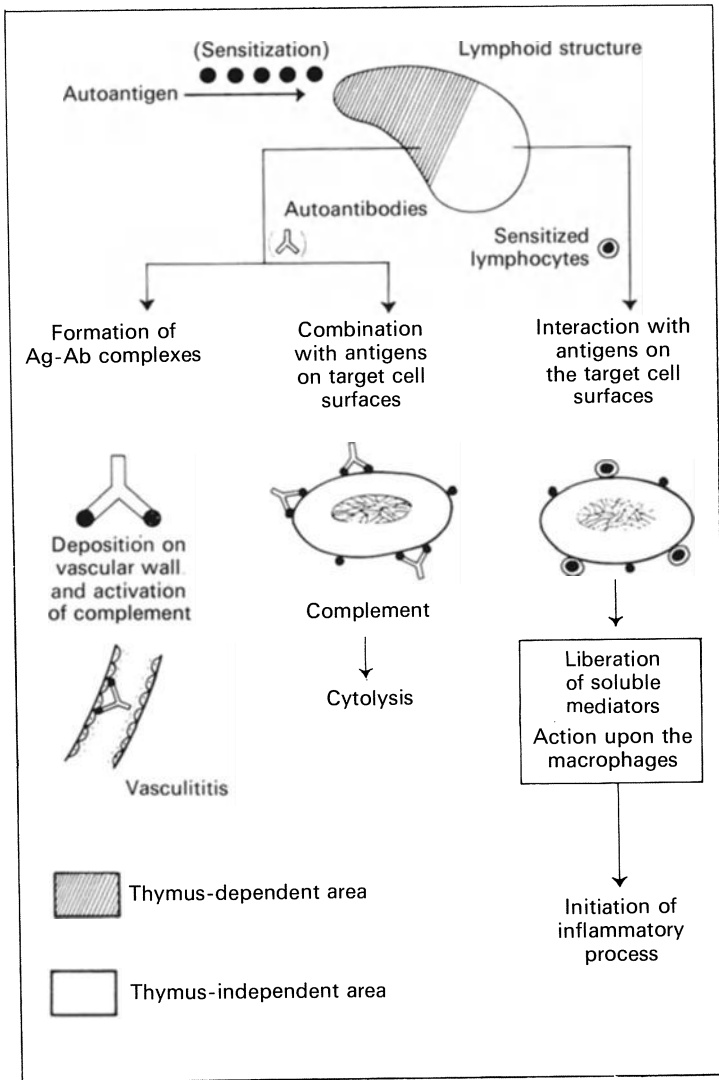 (Sensitization)
Lymphoid structure
Autoantigen
Autoantibodies
Sensitized
lymphocytes
Formation of
Ag-Ab complexes
Combination
with antigens
on target cell
surfaces
Interaction with
antigens on
the target cell
surfaces
Deposition on
vascular wall
and activation
of complement
Vasculititis
Complement
Cytolysis
Liberation
of soluble
mediators
Action upon the
macrophages
Initiation of
inflammatory
process
Thymus-dependent area
Thymus-independent area